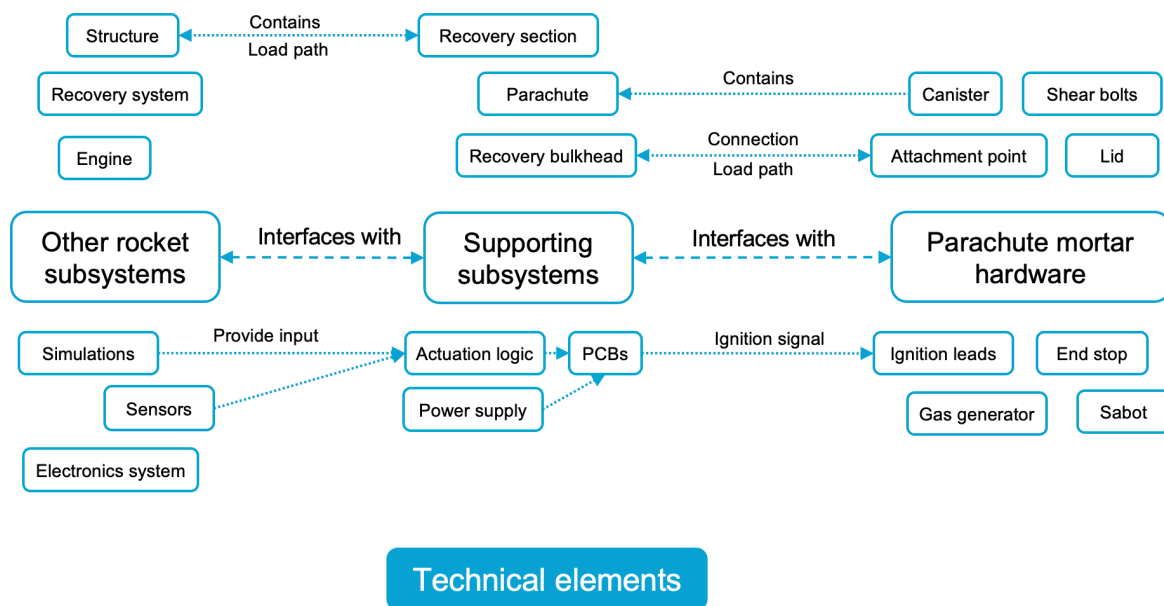 Structure
Contains
Load path
Recovery section
Recovery system
Parachute
Contains
Canister
Shear bolts
Engine
Recovery bulkhead
Connection
Load path
Attachment point
Lid
Other rocket
subsystems
Interfaces with
Supporting
subsystems
Interfaces with
Parachute mortar
hardware
Simulations
Provide input
Actuation logic
PCBs
Ignition signal
Ignition leads
End stop
Sensors
Power supply
Gas generator
Sabot
Electronics system
Technical elements